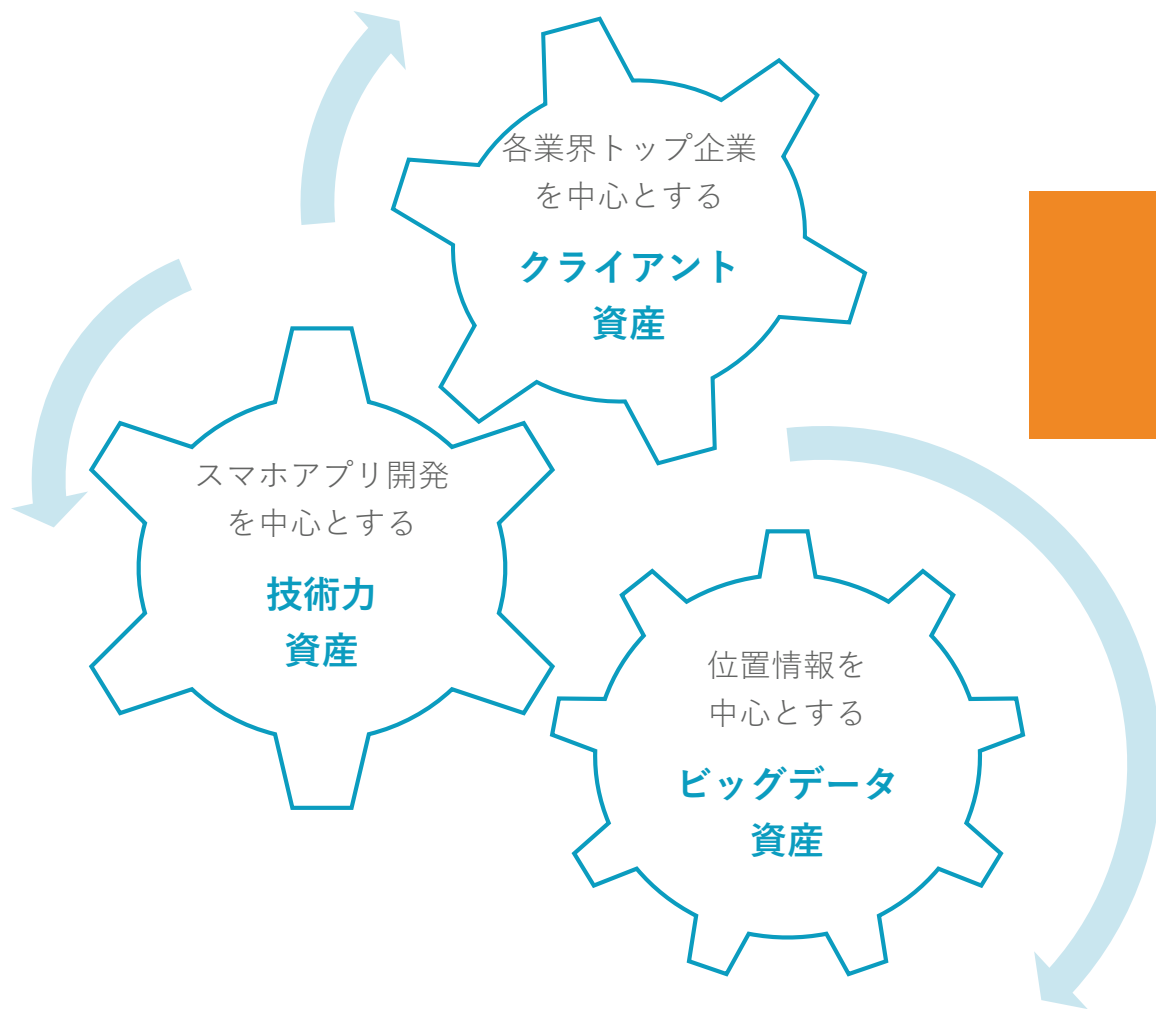 各業界トップ企業
を中心とする
クライアント
資産
スマホアプリ開発
を中心とする
技術力
資産
位置情報を
中心とする
ビッグデータ
資産